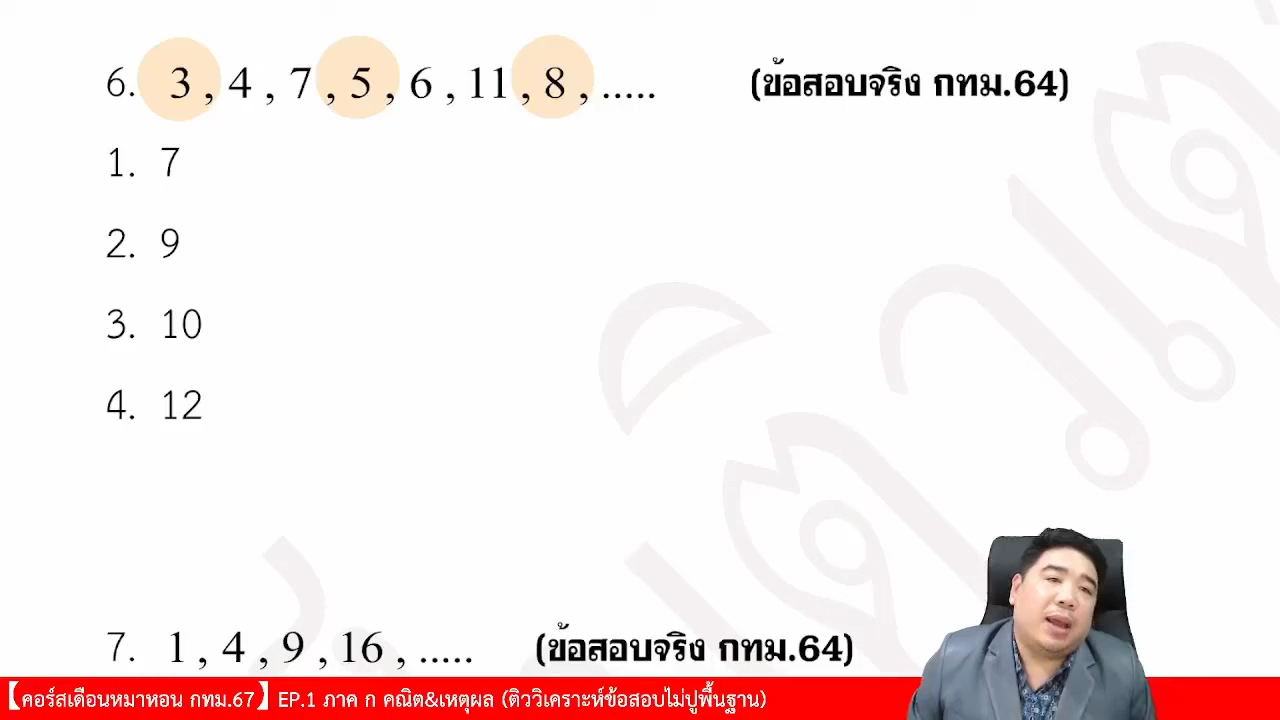 6. 3 , 4 , 7 , 5 , 6 , 11 , 8 , ..... (ข้อสอบจริง กทม.64)
1. 7
2. 9
3. 10
4. 12
7. 1 , 4 , 9 , 16 , ..... (ข้อสอบจริง กทม.64)
【คอร์สเดือนหมาหอน กทม.67】 EP.1 ภาค ก คณิต&เหตุผล (ติววิเคราะห์ข้อสอบไม่ปูพื้นฐาน)